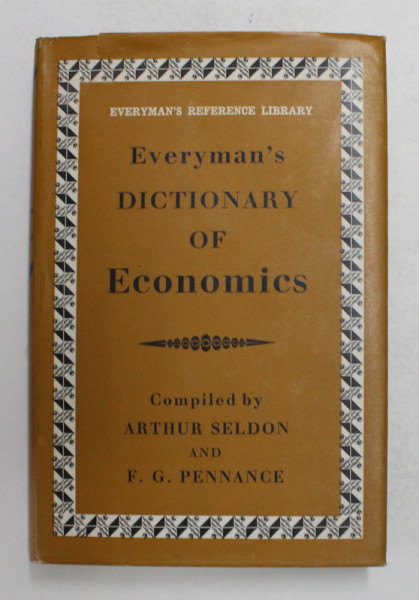 EVERYMAN'S REFERENCE LIBRARY
Everyman's
DICTIONARY
OF
Economics
Compiled by
ARTHUR SELDON
AND
F. G. PENNANCE